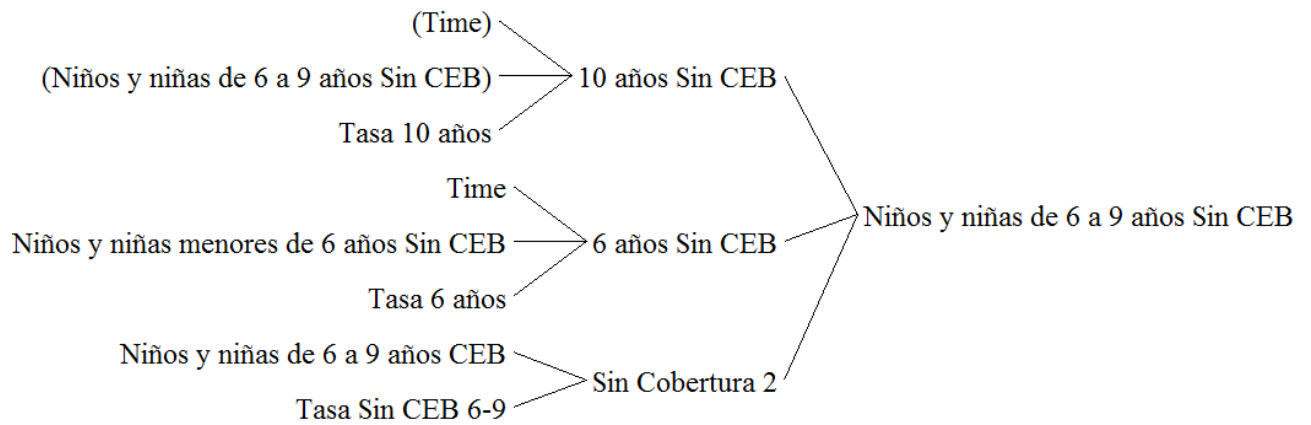 (Time)
(Niños y niñas de 6 a 9 años Sin CEB)
Tasa 10 años
10 años Sin CEB
Time
Niños y niñas menores de 6 años Sin CEB
Tasa 6 años
6 años Sin CEB
Niños y niñas de 6 a 9 años CEB
Tasa Sin CEB 6-9
Sin Cobertura 2
Niños y niñas de 6 a 9 años Sin CEB